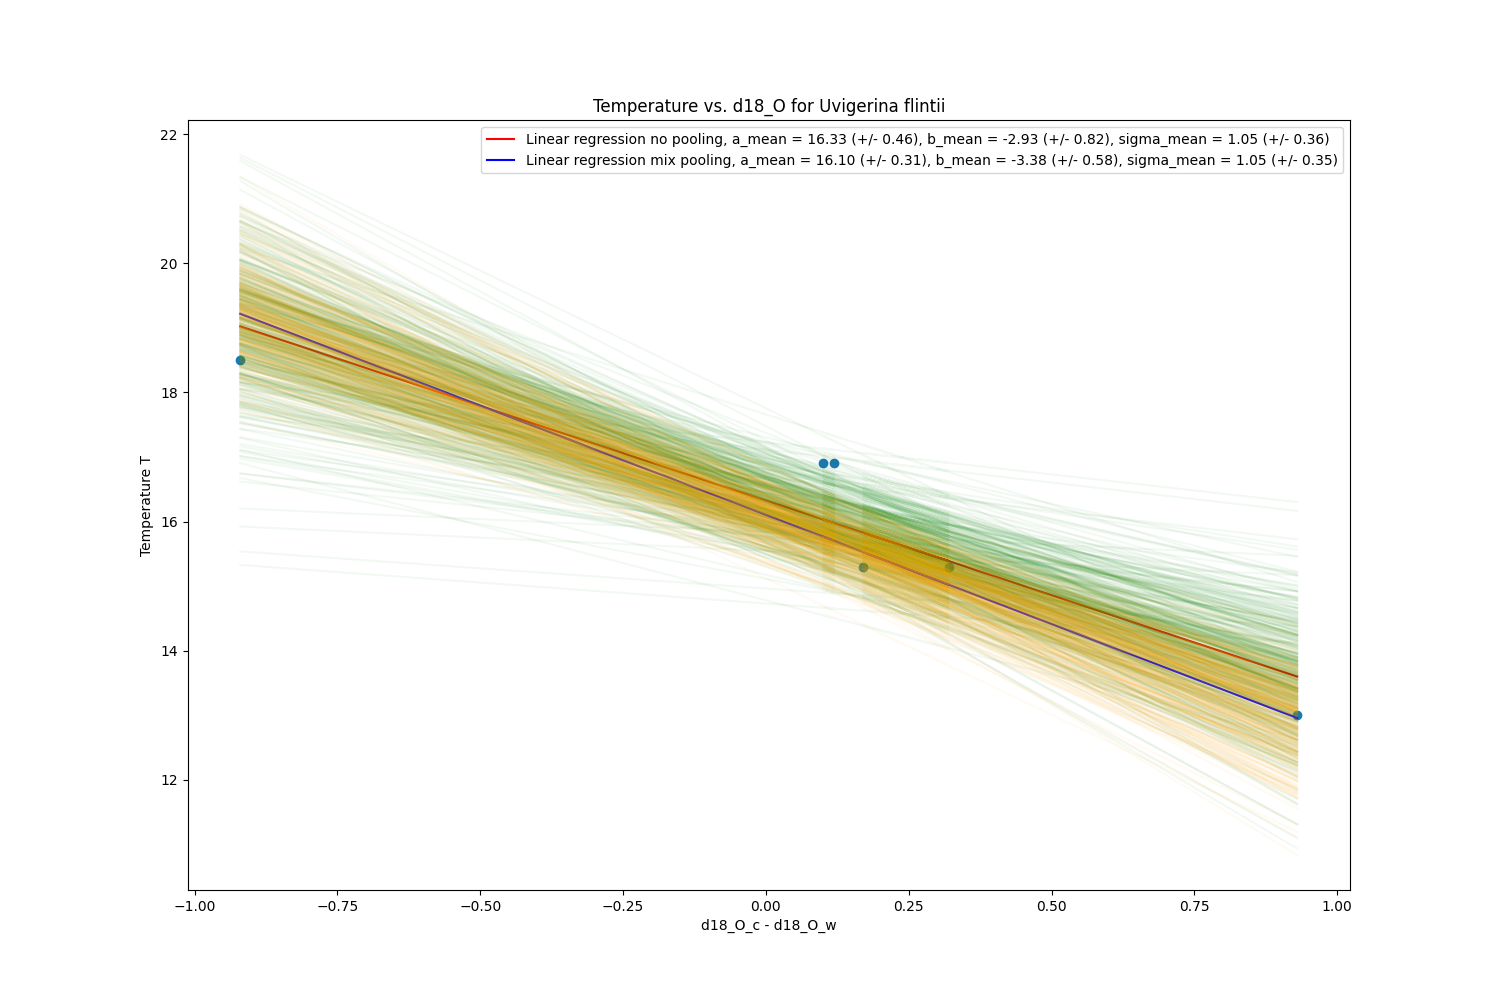 Temperature vs. d18_O for Uvigerina flintii
Linear regression no pooling, a_mean = 16.33 (+/- 0.46), b_mean = -2.93 (+/- 0.82), sigma_mean = 1.05 (+/- 0.36)
Linear regression mix pooling, a_mean = 16.10 (+/- 0.31), b_mean = -3.38 (+/- 0.58), sigma_mean = 1.05 (+/- 0.35)
Temperature T
22
20
18
16
14
12
−1.00 −0.75 −0.50 −0.25 0.00 0.25 0.50 0.75 1.00
d18_O_c - d18_O_w